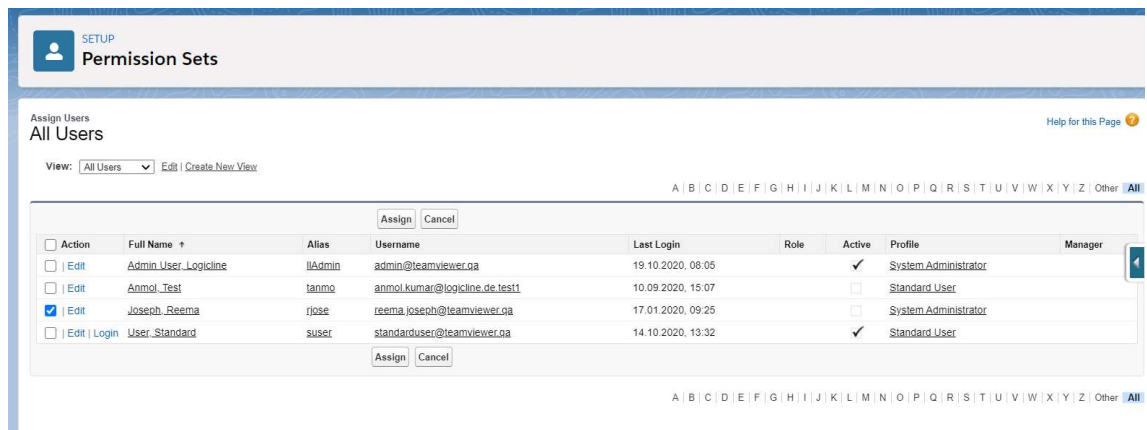 SETUP
Permission Sets
Assign Users
All Users
Help for this Page ?
View: All Users Edit | Create New View
A | B | C | D | E | F | G | H | I | J | K | L | M | N | O | P | Q | R | S | T | U | V | W | X | Y | Z | Other | All
Assign Cancel
Action Full Name ↑ Alias Username Last Login Role Active Profile Manager
| Edit Admin User, Logicline llAdmin admin@teamviewer.qa 19.10.2020, 08:05 System Administrator
| Edit Anmol, Test tanmo anmol.kumar@logicline.de.test1 10.09.2020, 15:07 Standard User
| Edit Joseph, Reema rjose reema.joseph@teamviewer.qa 17.01.2020, 09:25 System Administrator
| Edit | Login User, Standard suser standarduser@teamviewer.qa 14.10.2020, 13:32 Standard User
Assign Cancel
A | B | C | D | E | F | G | H | I | J | K | L | M | N | O | P | Q | R | S | T | U | V | W | X | Y | Z | Other | All